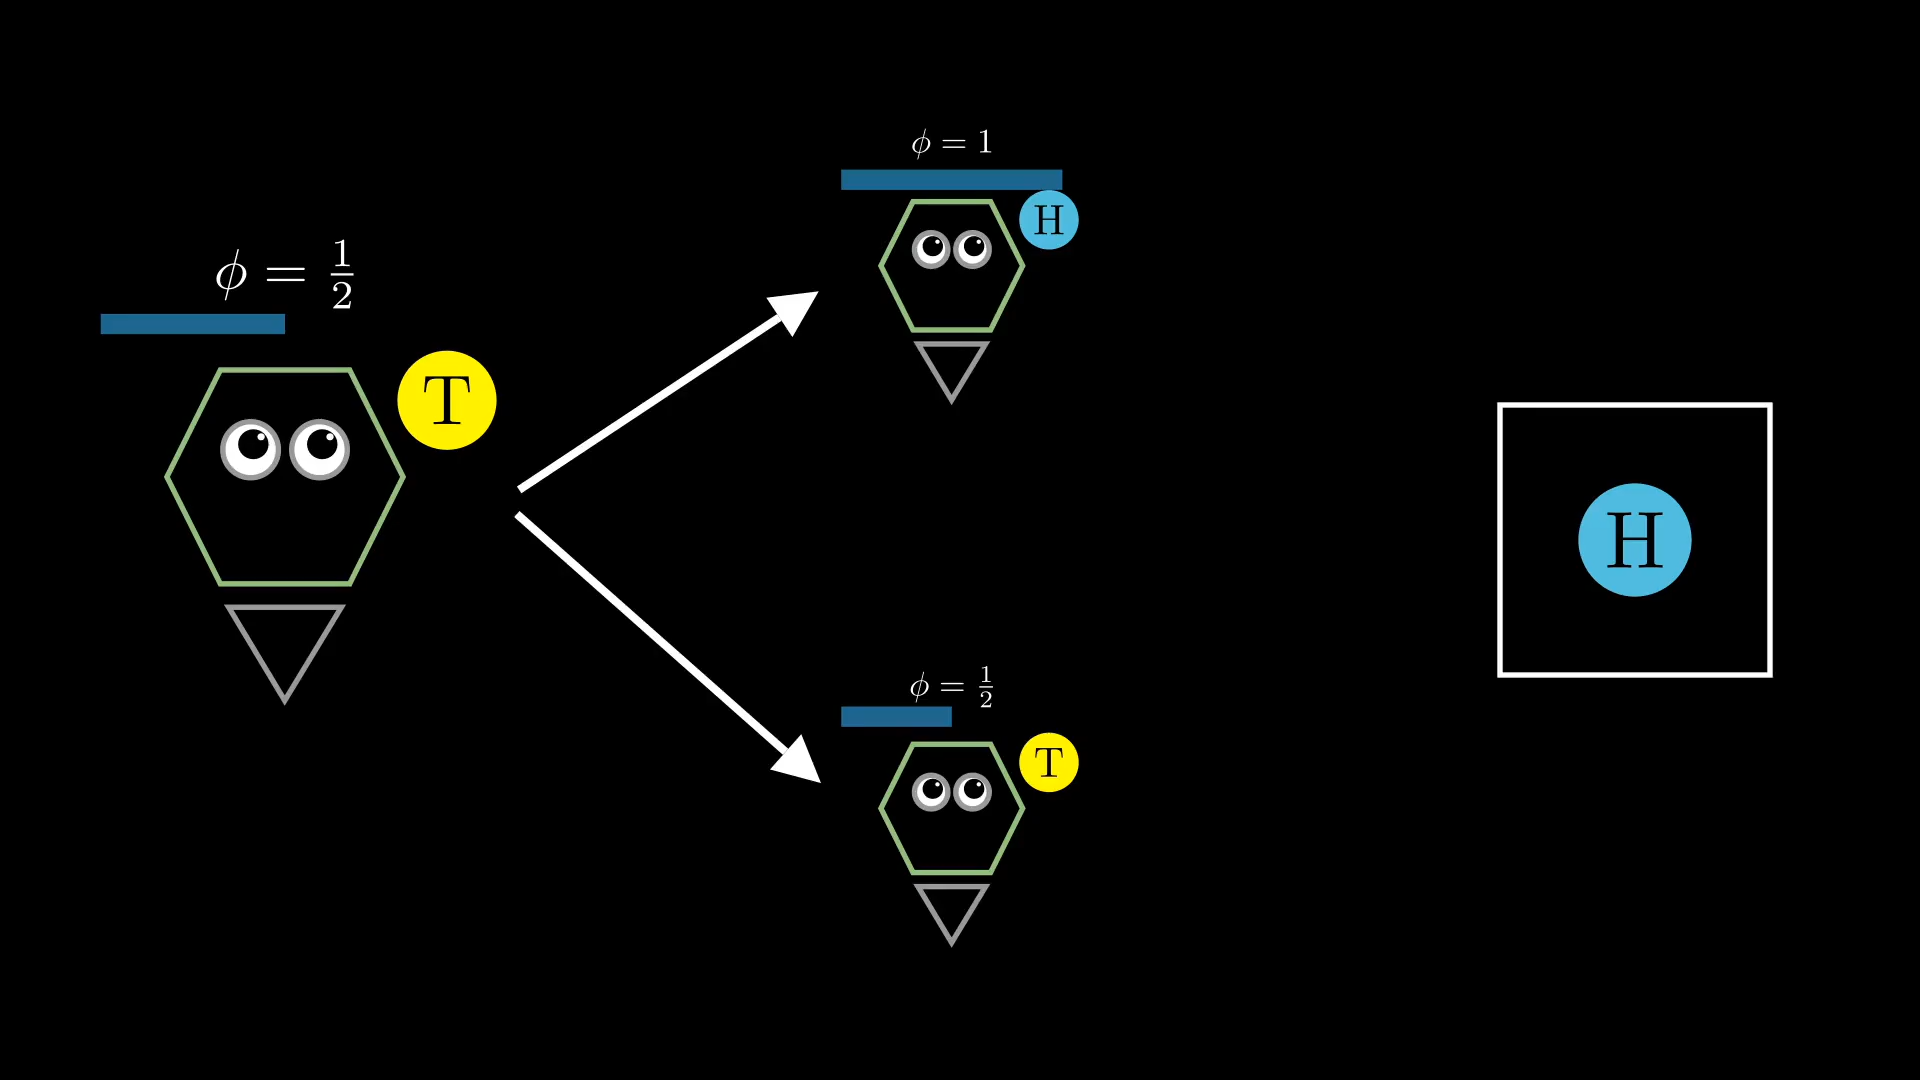 ϕ = 1/2
T
ϕ = 1
H
ϕ = 1/2
T
H